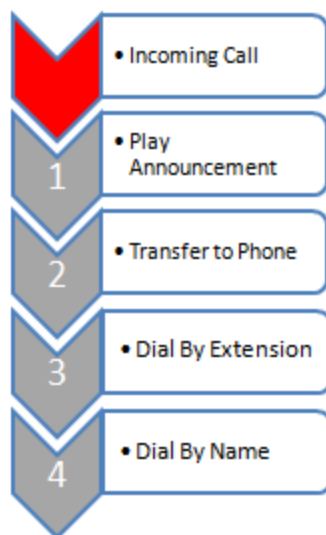 • Incoming Call
1
• Play
Announcement
2
• Transfer to Phone
3
• Dial By Extension
4
• Dial By Name